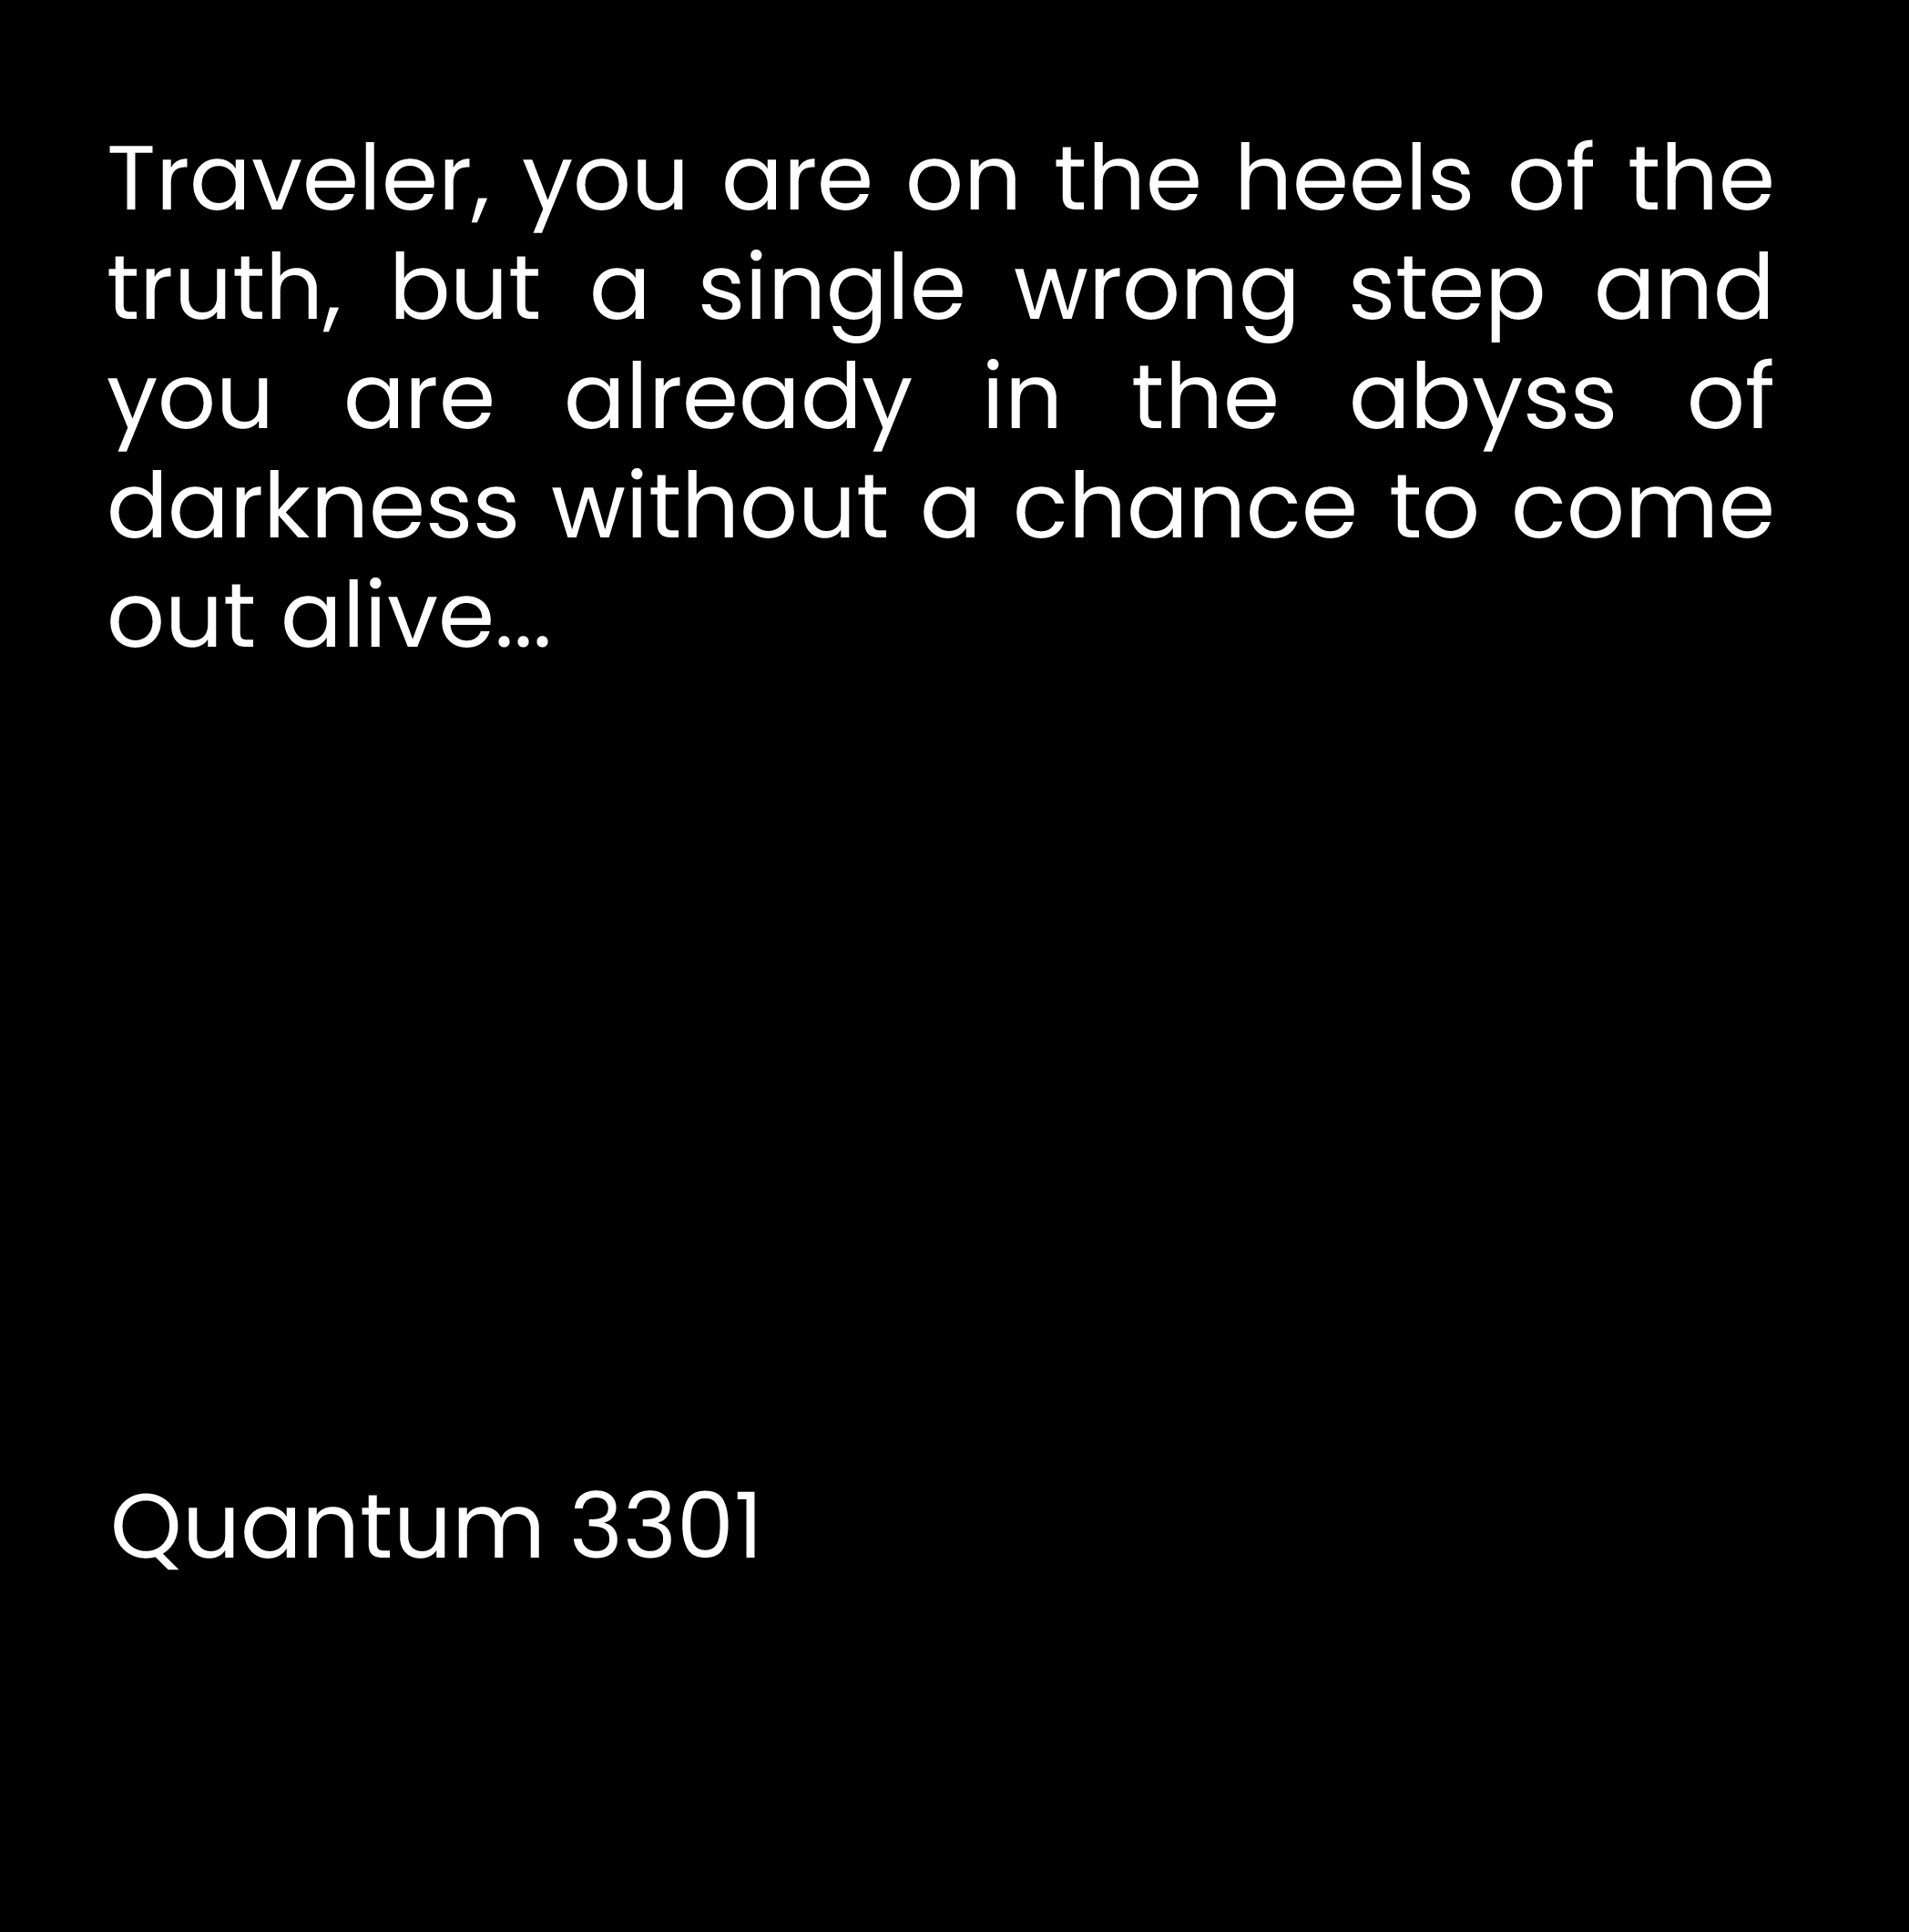 Traveler, you are on the heels of the
truth, but a single wrong step and
you are already in the abyss of
darkness without a chance to come
out alive...
Quantum 3301